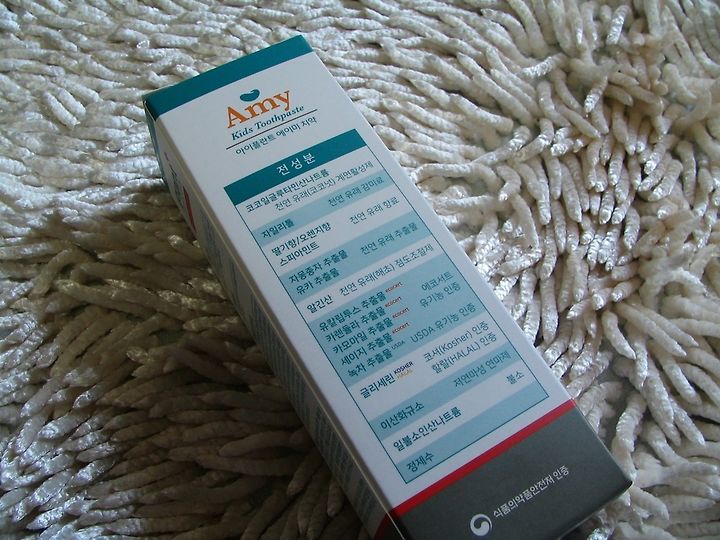 Amy
Kids Toothpaste
아이플란트 에이미 치약
전성분
코코일글루타민산나트륨
천연 유래(코코넛) 계면활성제
자일리톨 천연 유래 감미료
딸기향/오렌지향 천연 유래 향료
스피아민트
자몽종자 추출물 천연 유래 추출물
유카 추출물
알긴산 천연 유래(해초) 점도조절제
유칼립투스 추출물 ecocert 에코서트
카렌듈라 추출물 ecocert 유기농 인증
카모마일 추출물 ecocert
세이지 추출물 USDA USDA 유기농 인증
녹차 추출물
글리세린 KOSHER HALAL 코셔(Kosher) 인증
할랄(HALAL) 인증
이산화규소 저연마성 연마제
일불소인산나트륨 불소
정제수
식품의약품안전처 인증